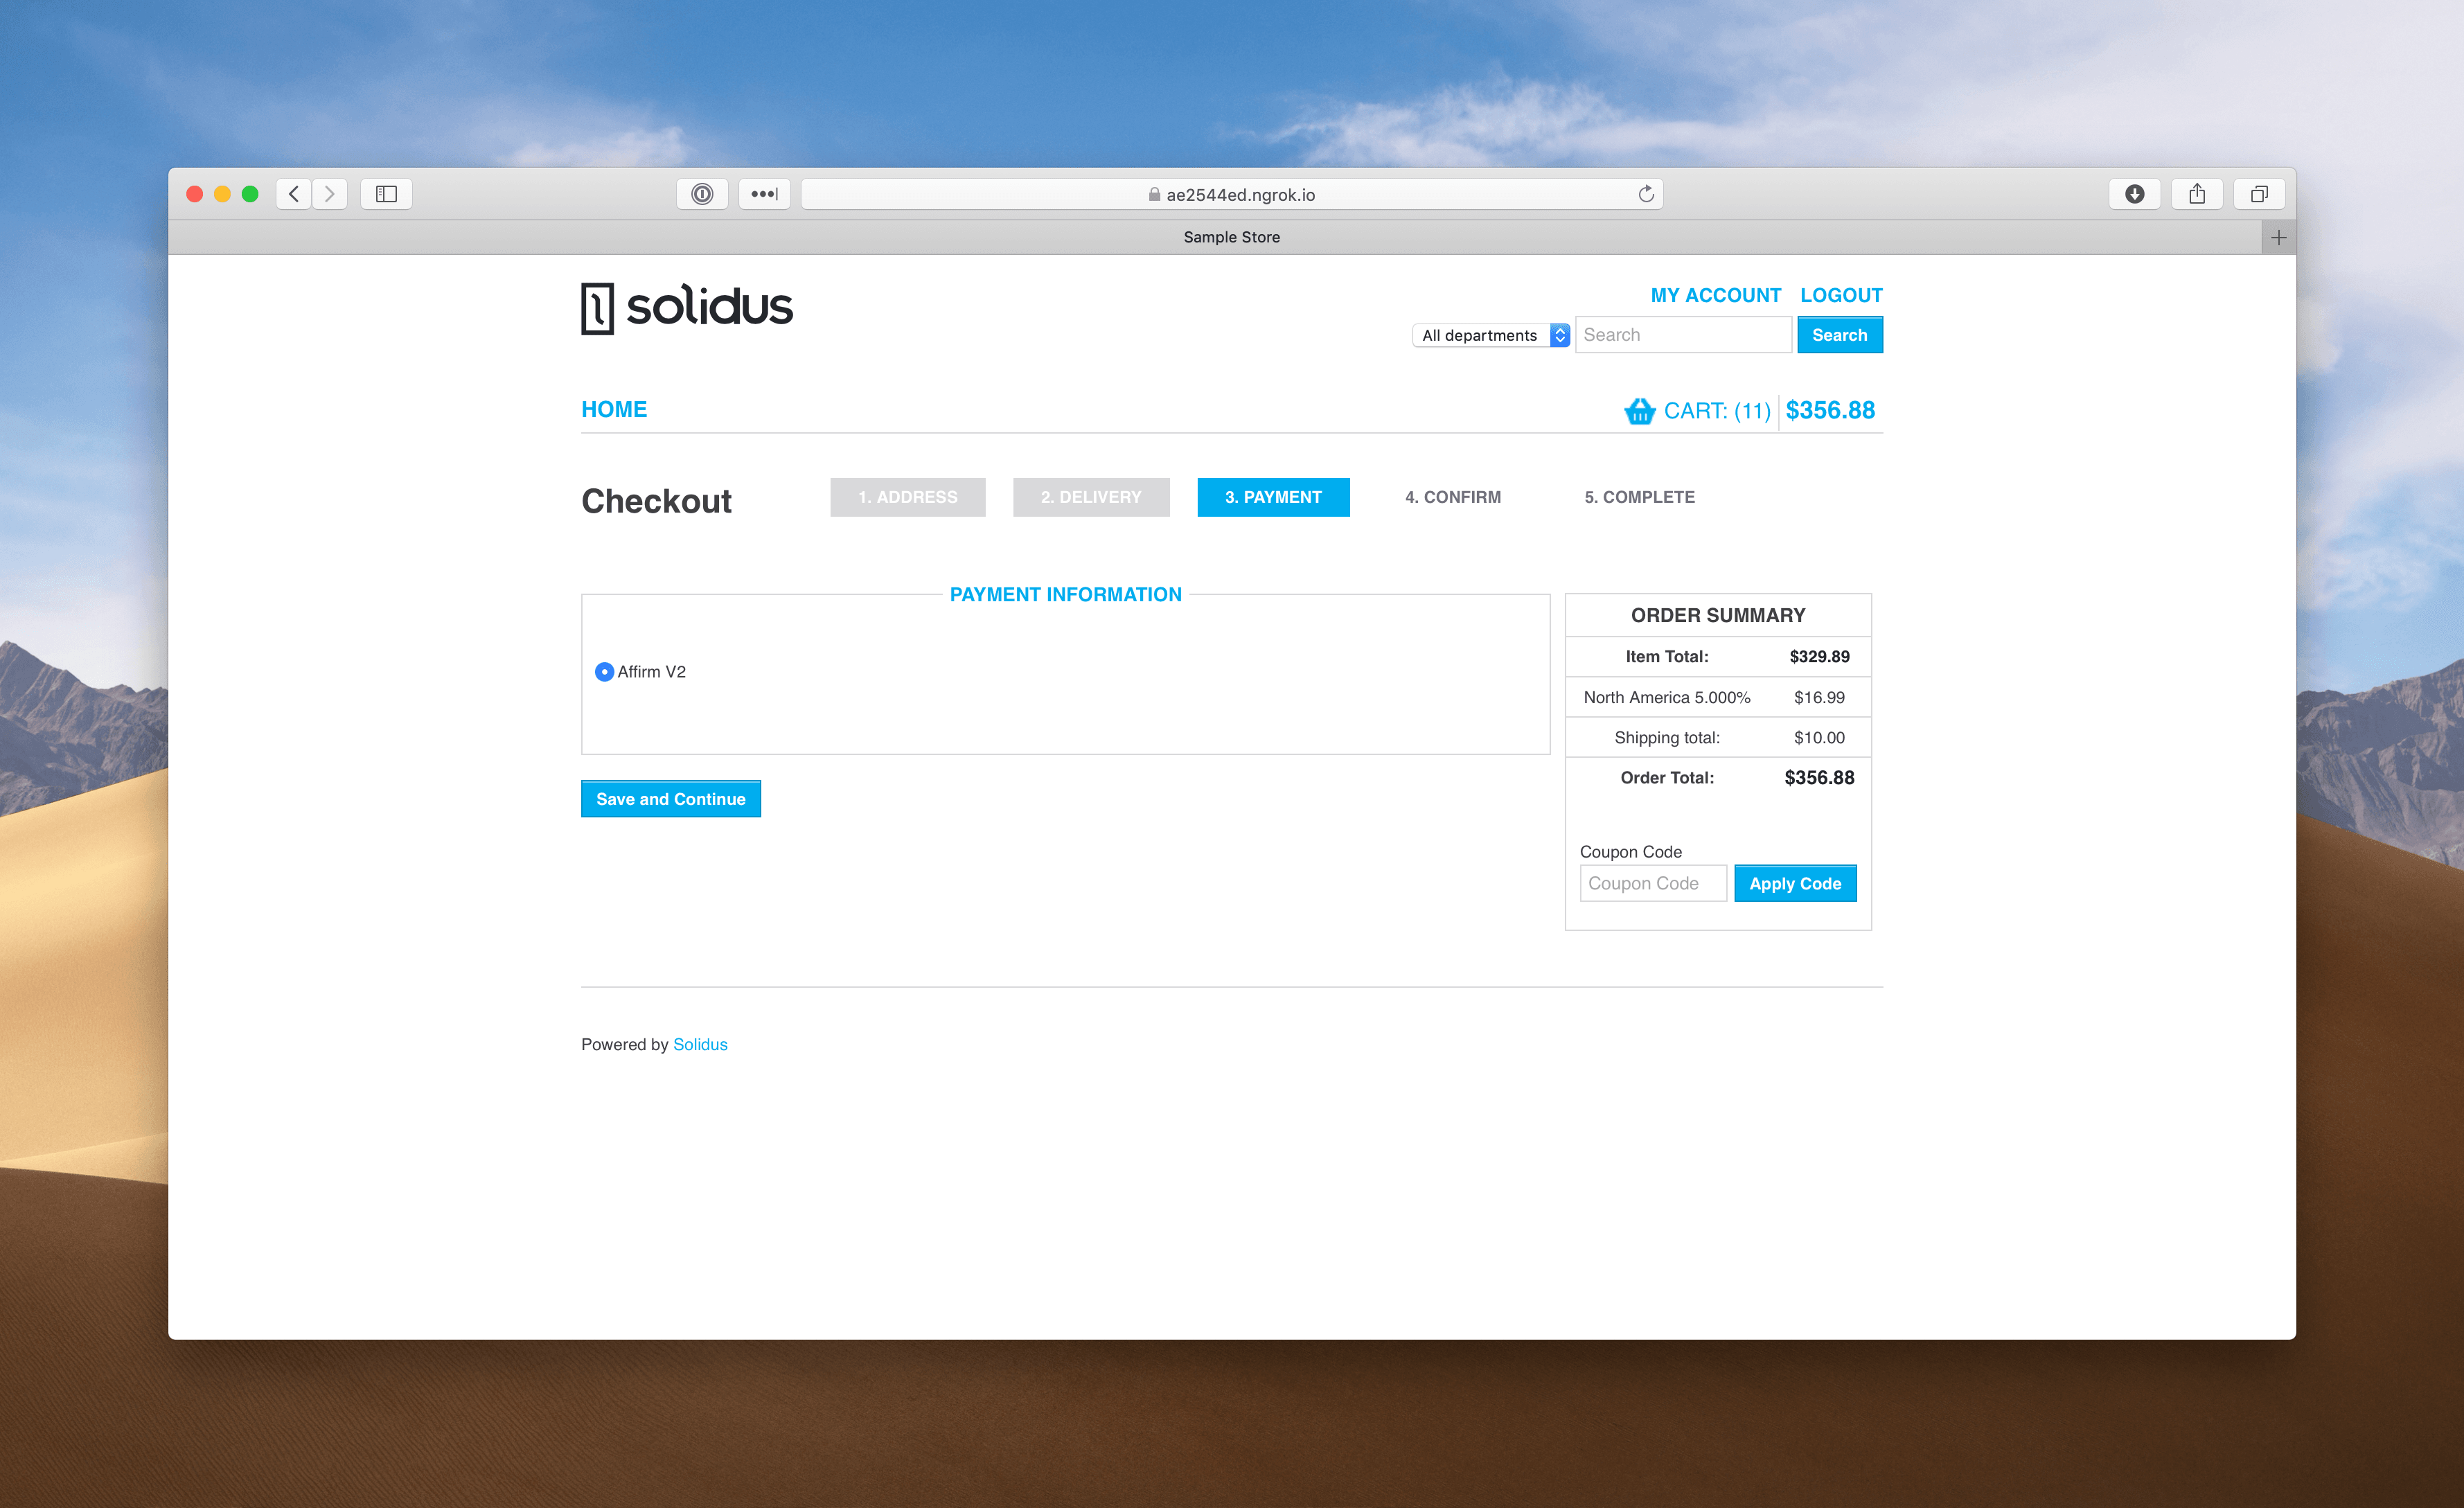 ae2544ed.ngrok.io
Sample Store
solidus
MY ACCOUNT LOGOUT
All departments Search Search
HOME CART: (11) $356.88
Checkout 1. ADDRESS 2. DELIVERY 3. PAYMENT 4. CONFIRM 5. COMPLETE
PAYMENT INFORMATION
Affirm V2
Save and Continue
ORDER SUMMARY
Item Total: $329.89
North America 5.000% $16.99
Shipping total: $10.00
Order Total: $356.88
Coupon Code
Coupon Code Apply Code
Powered by Solidus